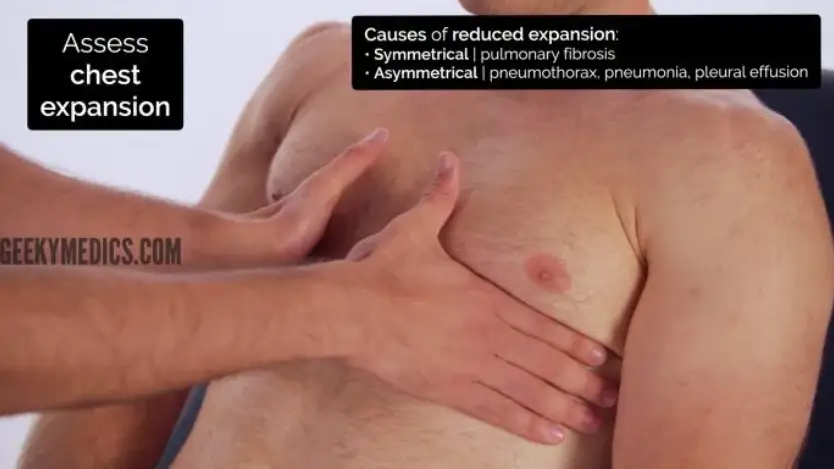 Assess
chest
expansion
Causes of reduced expansion:
• Symmetrical | pulmonary fibrosis
• Asymmetrical | pneumothorax, pneumonia, pleural effusion
GEEKYMEDICS.COM